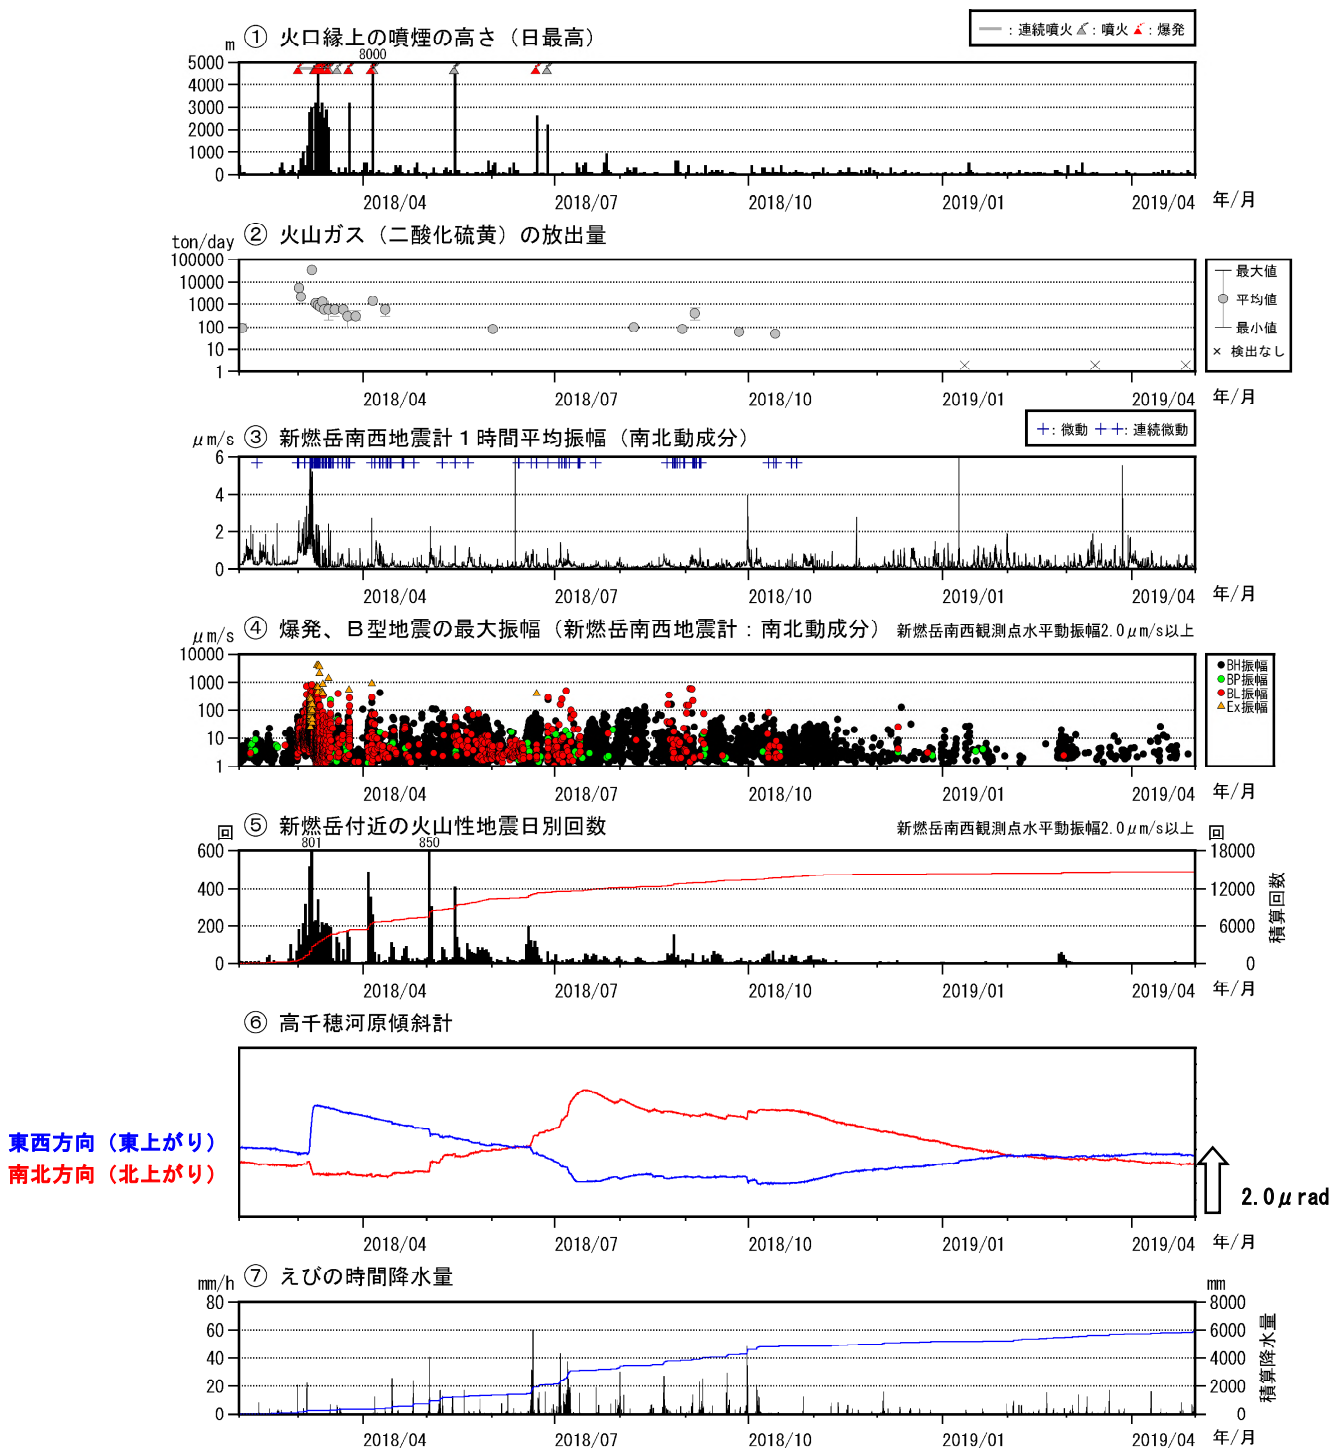 ① 火口縁上の噴煙の高さ（日最高）
━ : 連続噴火 : 噴火 : 爆発
m
8000
5000
4000
3000
2000
1000
0
2018/04 2018/07 2018/10 2019/01 2019/04 年/月
② 火山ガス（二酸化硫黄）の放出量
ton/day
100000
10000
1000
100
10
1
最大値
平均値
最小値
× 検出なし
2018/04 2018/07 2018/10 2019/01 2019/04 年/月
③ 新燃岳南西地震計１時間平均振幅（南北動成分）
μm/s
+: 微動 + +: 連続微動
6
4
2
0
2018/04 2018/07 2018/10 2019/01 2019/04 年/月
④ 爆発、Ｂ型地震の最大振幅（新燃岳南西地震計：南北動成分） 新燃岳南西観測点水平動振幅2.0μm/s以上
μm/s
10000
1000
100
10
1
BH振幅
BP振幅
BL振幅
Ex振幅
2018/04 2018/07 2018/10 2019/01 2019/04 年/月
⑤ 新燃岳付近の火山性地震日別回数 新燃岳南西観測点水平動振幅2.0μm/s以上
回 回
801 850
600 18000
400 12000
200 6000
0 0
積算回数
2018/04 2018/07 2018/10 2019/01 2019/04 年/月
⑥ 高千穂河原傾斜計
東西方向（東上がり）
南北方向（北上がり）
2.0μrad
2018/04 2018/07 2018/10 2019/01 2019/04 年/月
⑦ えびの時間降水量
mm/h mm
80 8000
60 6000
40 4000
20 2000
0 0
積算降水量
2018/04 2018/07 2018/10 2019/01 2019/04 年/月